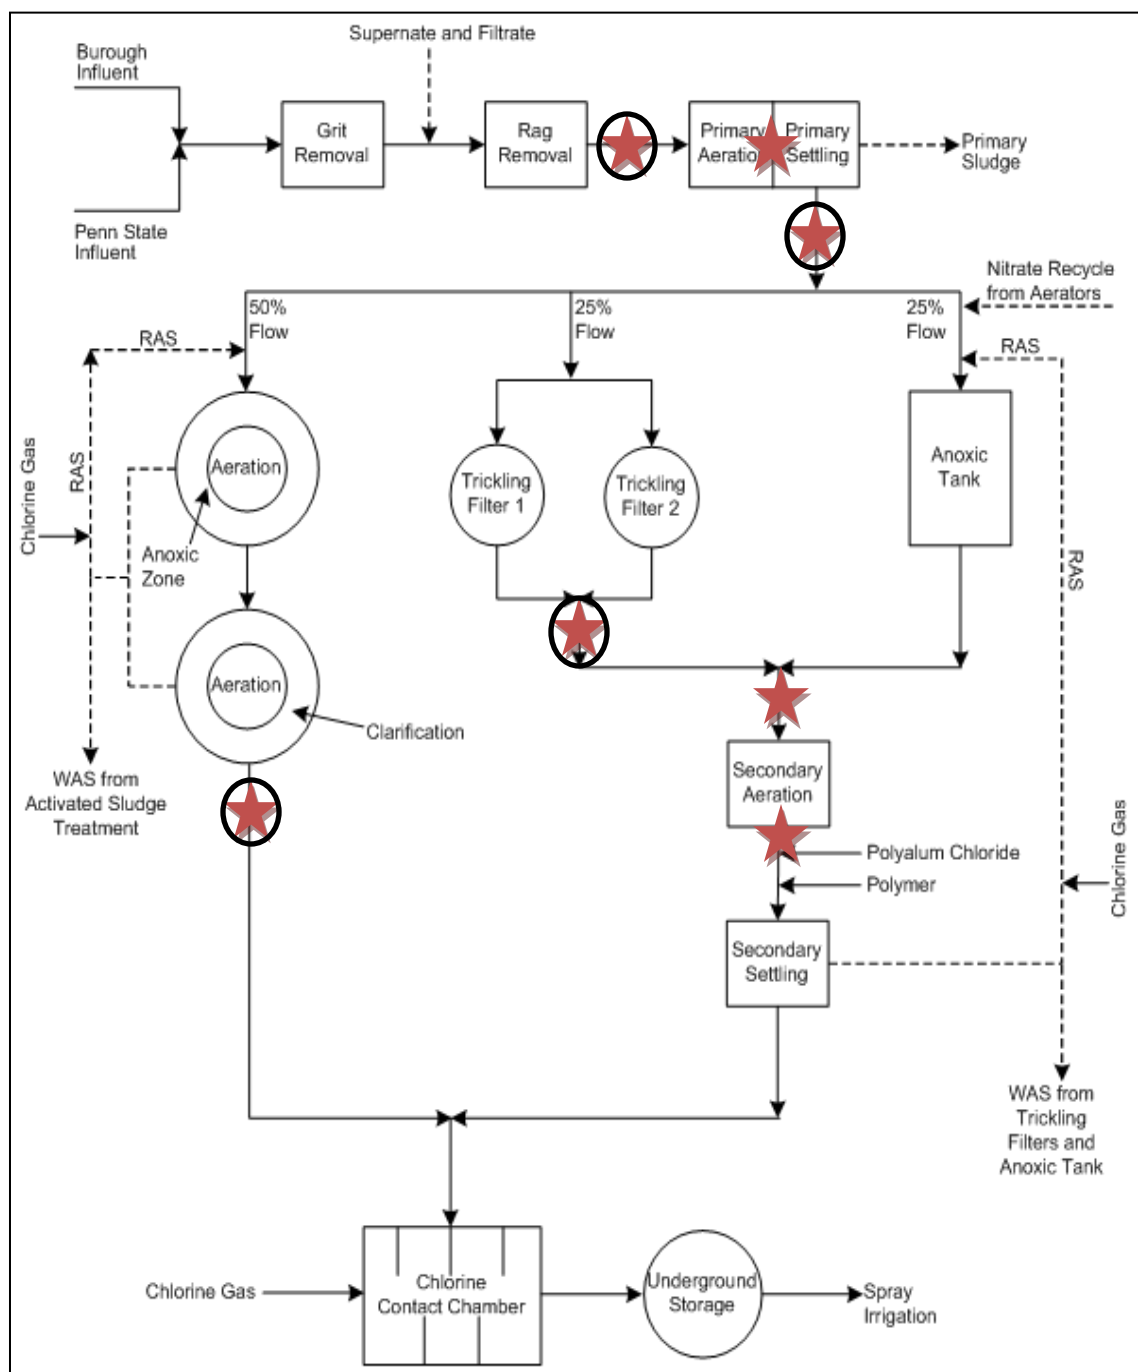 Supernate and Filtrate
Burough
Influent
Grit
Removal
Rag
Removal
Primary
Aeration
Primary
Settling
Primary
Sludge
Penn State
Influent
Nitrate Recycle
from Aerators
50%
Flow
25%
Flow
25%
Flow
RAS
RAS
Chlorine Gas
RAS
Aeration
Anoxic
Zone
Trickling
Filter 1
Trickling
Filter 2
Anoxic
Tank
RAS
Aeration
Clarification
WAS from
Activated Sludge
Treatment
Secondary
Aeration
Polyalum Chloride
Polymer
Chlorine Gas
Secondary
Settling
WAS from
Trickling
Filters and
Anoxic Tank
Chlorine Gas
Chlorine
Contact Chamber
Underground
Storage
Spray
Irrigation